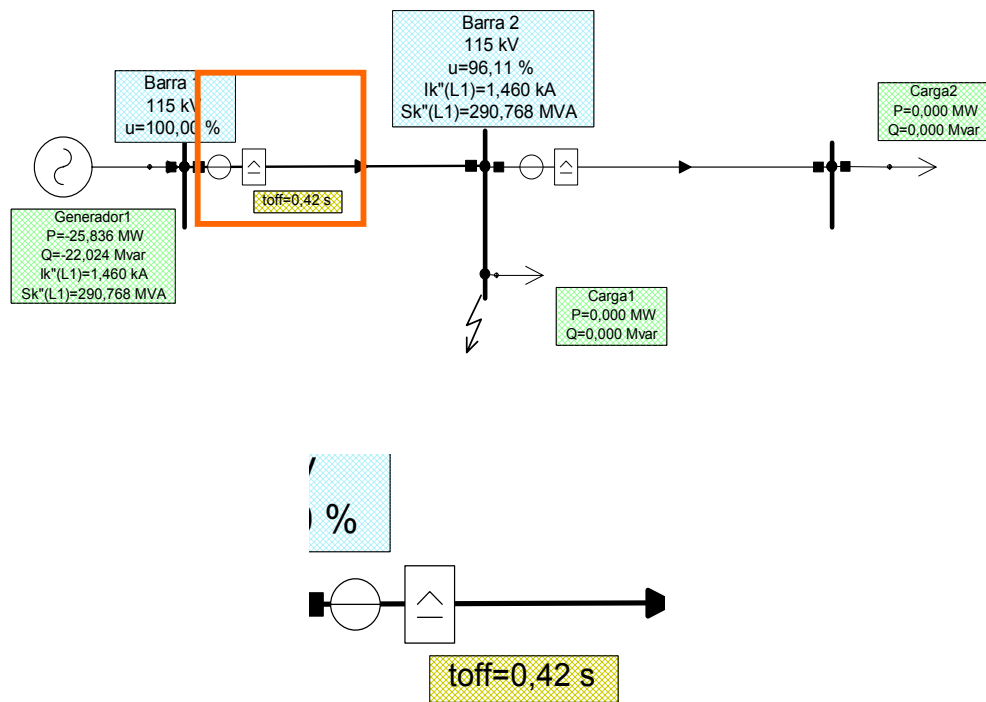 Barra 2
115 kV
u=96,11 %
Ik"(L1)=1,460 kA
Sk"(L1)=290,768 MVA
Barra 1
115 kV
u=100,00 %
Carga2
P=0,000 MW
Q=0,000 Mvar
toff=0,42 s
Generador1
P=-25,836 MW
Q=-22,024 Mvar
Ik"(L1)=1,460 kA
Sk"(L1)=290,768 MVA
Carga1
P=0,000 MW
Q=0,000 Mvar
%
toff=0,42 s